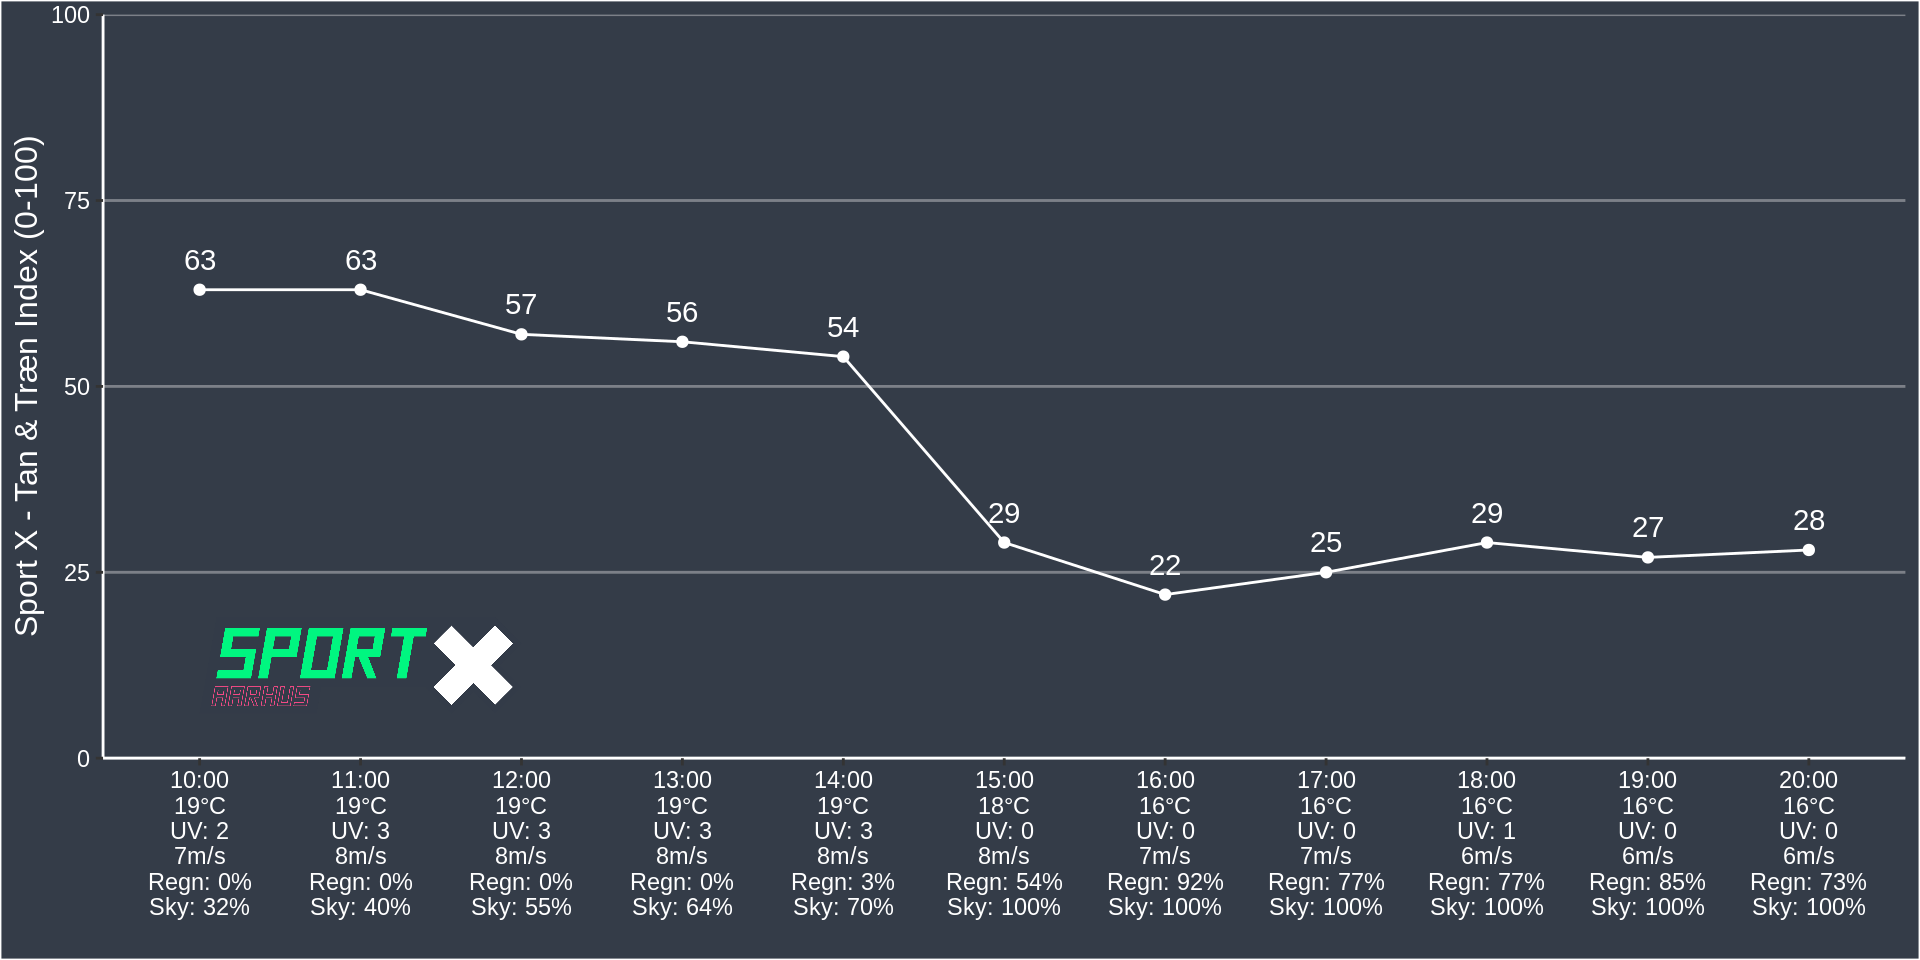 Sport X - Tan & Træn Index (0-100)
100
75
50
25
0
63
63
57
56
54
29
22
25
29
27
28
SPORT X
AARHUS
10:00
19°C
UV: 2
7m/s
Regn: 0%
Sky: 32%
11:00
19°C
UV: 3
8m/s
Regn: 0%
Sky: 40%
12:00
19°C
UV: 3
8m/s
Regn: 0%
Sky: 55%
13:00
19°C
UV: 3
8m/s
Regn: 0%
Sky: 64%
14:00
19°C
UV: 3
8m/s
Regn: 3%
Sky: 70%
15:00
18°C
UV: 0
8m/s
Regn: 54%
Sky: 100%
16:00
16°C
UV: 0
7m/s
Regn: 92%
Sky: 100%
17:00
16°C
UV: 0
7m/s
Regn: 77%
Sky: 100%
18:00
16°C
UV: 1
6m/s
Regn: 77%
Sky: 100%
19:00
16°C
UV: 0
6m/s
Regn: 85%
Sky: 100%
20:00
16°C
UV: 0
6m/s
Regn: 73%
Sky: 100%